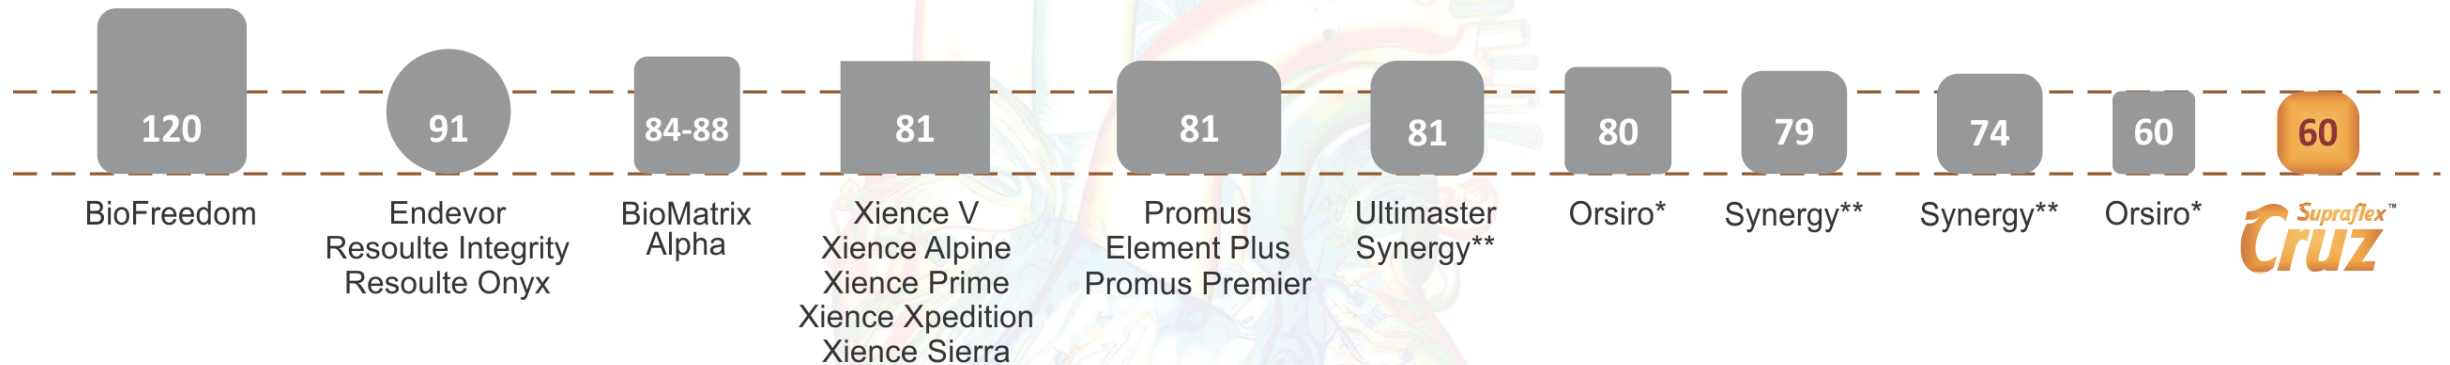 120
91
84-88
81
81
81
80
79
74
60
60
BioFreedom
Endevor
Resoulte Integrity
Resoulte Onyx
BioMatrix
Alpha
Xience V
Xience Alpine
Xience Prime
Xience Xpedition
Xience Sierra
Promus
Element Plus
Promus Premier
Ultimaster
Synergy**
Orsiro*
Synergy**
Synergy**
Orsiro*
Supraflex™
Cruz